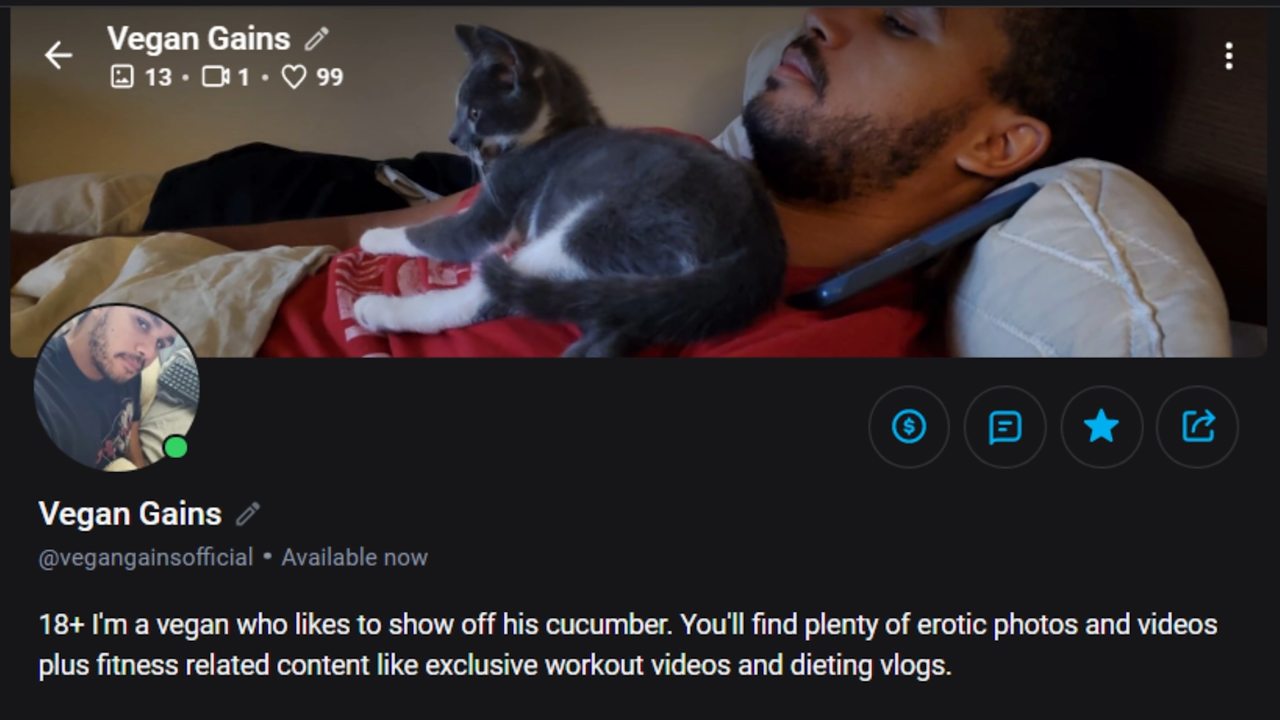 Vegan Gains
13 • 1 • 99
Vegan Gains
@vegangainsofficial • Available now
18+ I'm a vegan who likes to show off his cucumber. You'll find plenty of erotic photos and videos
plus fitness related content like exclusive workout videos and dieting vlogs.